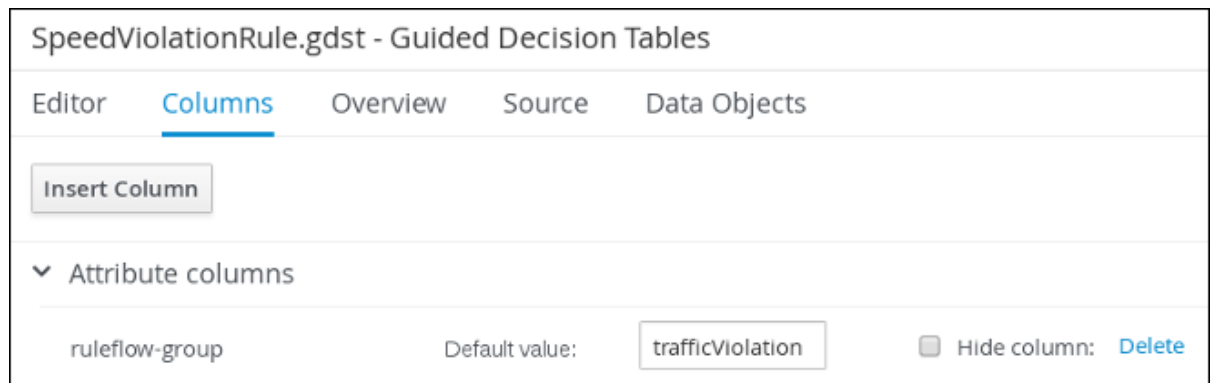 SpeedViolationRule.gdst - Guided Decision Tables
Editor Columns Overview Source Data Objects
Insert Column
Attribute columns
ruleflow-group Default value: trafficViolation Hide column: Delete